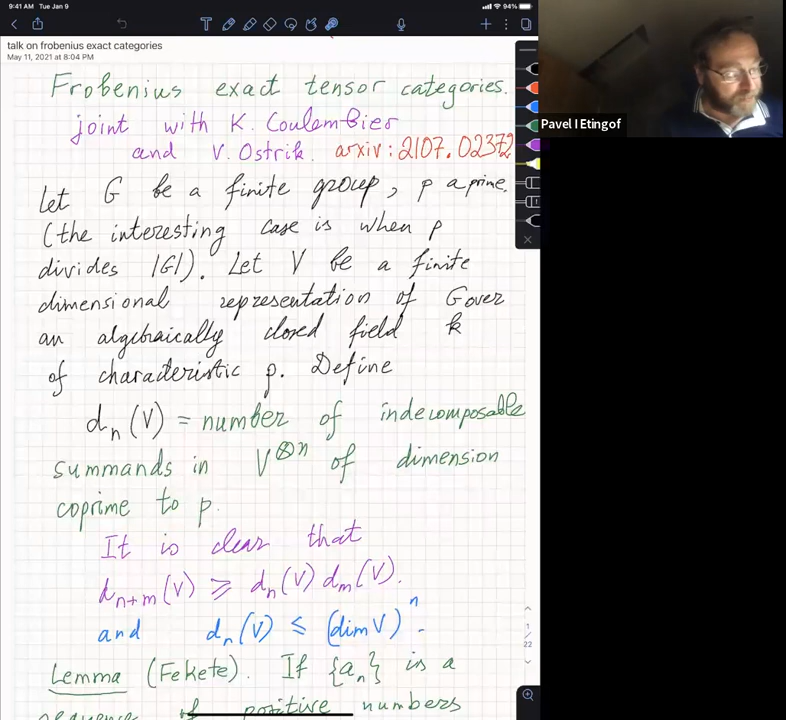 9:41 AM Tue Jan 9
94%
talk on frobenius exact categories
May 11, 2021 at 8:04 PM
Frobenius exact tensor categories.
joint with K. Coulembier
and V. Ostrik. arxiv: 2107.02372
Let G be a finite group, p a prime.
(the interesting case is when p
divides |G|). Let V be a finite
dimensional representation of G over
an algebraically closed field k
of characteristic p. Define
dₙ(V) = number of indecomposable
summands in V^⊗n of dimension
coprime to p.
It is clear that
dₙ₊ₘ(V) ⩾ dₙ(V) dₘ(V).
and dₙ(V) ≤ (dim V)ⁿ.
Lemma (Fekete). If {aₙ} is a
sequence of positive numbers
1
/
22
Pavel I Etingof